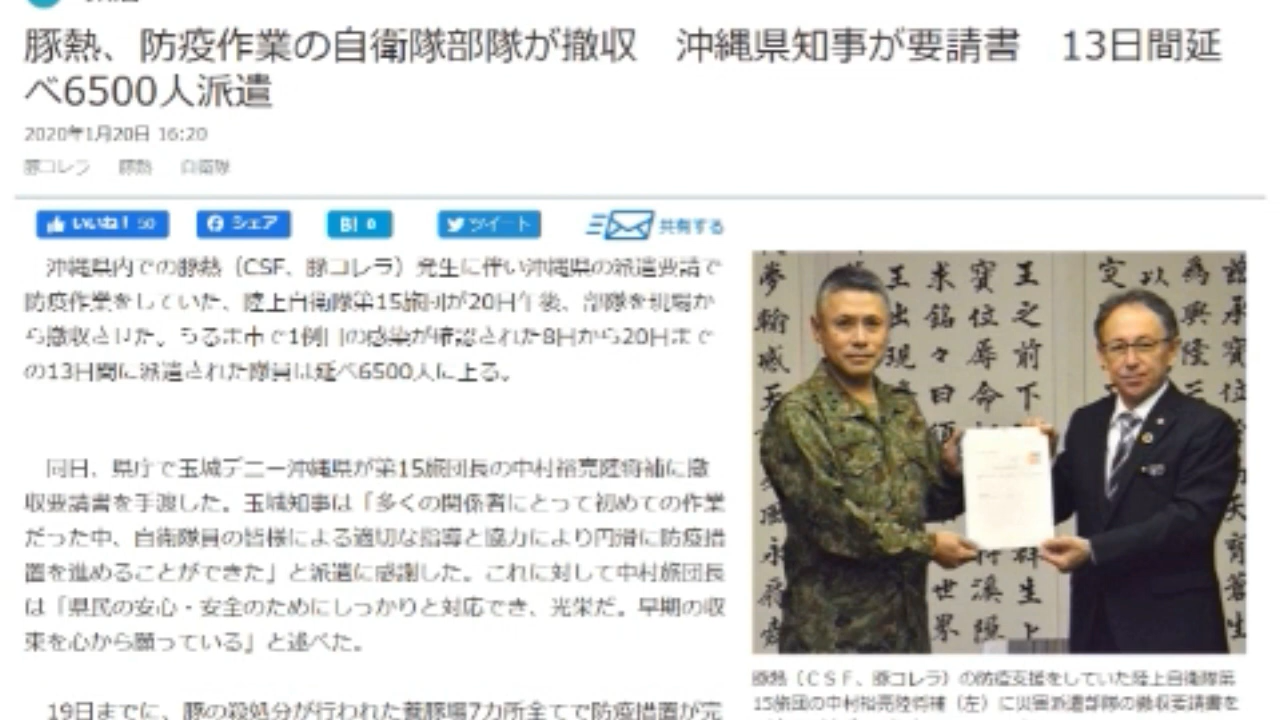 豚熱、防疫作業の自衛隊部隊が撤収　沖縄県知事が要請書　13日間延
べ6500人派遣
2020年1月20日 16:20
豚コレラ　豚熱　自衛隊
いいね！ 50　シェア　B! 0　ツイート　共有する
沖縄県内での豚熱（CSF、豚コレラ）発生に伴い沖縄県の派遣要請で
防疫作業をしていた、陸上自衛隊第15旅団が20日午後、部隊を現場か
ら撤収させた。うるま市で1例目の感染が確認された8日から20日まで
の13日間に派遣された隊員は延べ6500人に上る。
同日、県庁で玉城デニー沖縄県が第15旅団長の中村裕亮陸将補に撤
収要請書を手渡した。玉城知事は「多くの関係者にとって初めての作業
だった中、自衛隊員の皆様による適切な指導と協力により円滑に防疫措
置を進めることができた」と派遣に感謝した。これに対して中村旅団長
は「県民の安心・安全のためにしっかりと対応でき、光栄だ。早期の収
束を心から願っている」と述べた。
19日までに、豚の殺処分が行われた養豚場7カ所全てで防疫措置が完
豚熱（ＣＳＦ、豚コレラ）の防疫支援をしていた陸上自衛隊第
15旅団の中村裕亮陸将補（左）に災害派遣部隊の撤収要請書を